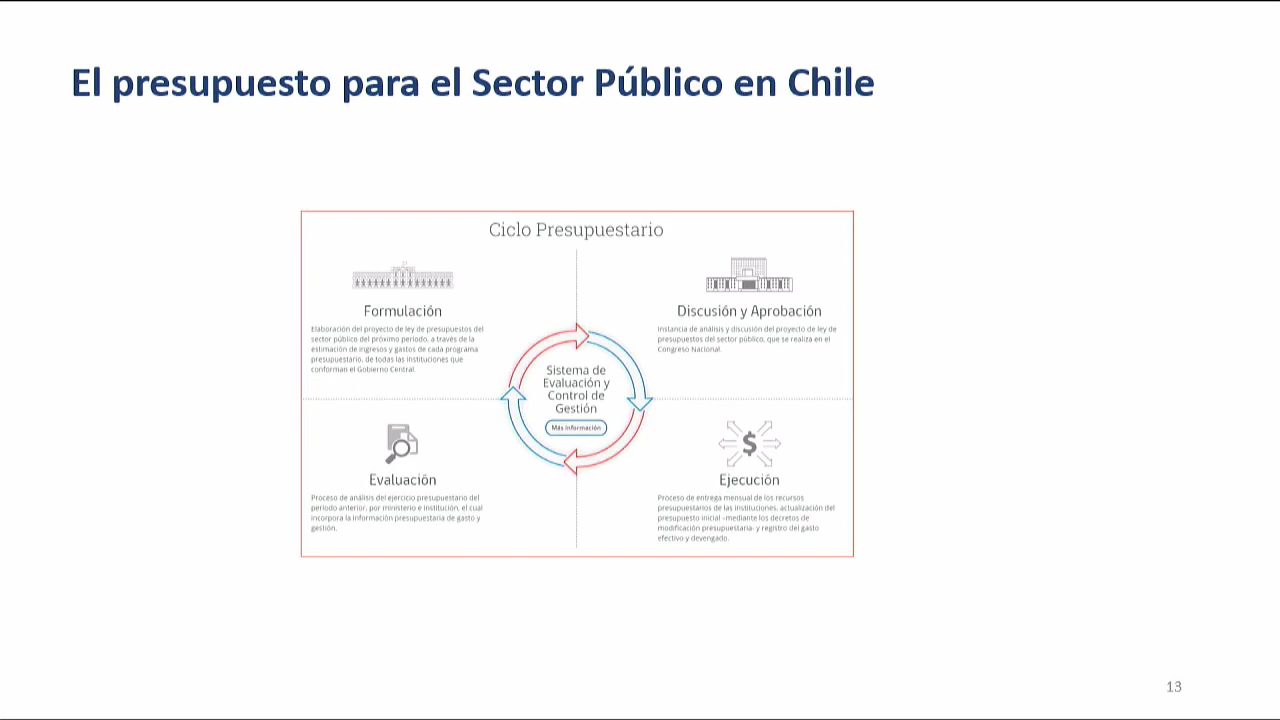 El presupuesto para el Sector Público en Chile
Ciclo Presupuestario
Formulación
Elaboración del proyecto de ley de presupuestos del
sector público del próximo período, a través de la
estimación de ingresos y gastos de cada programa
presupuestario, de todas las instituciones que
conforman el Gobierno Central.
Discusión y Aprobación
Instancia de análisis y discusión del proyecto de ley de
presupuestos del sector público, que se realiza en el
Congreso Nacional.
Sistema de
Evaluación y
Control de
Gestión
Más información
Evaluación
Proceso de análisis del ejercicio presupuestario del
período anterior, por ministerio e institución, el cual
incorpora la información presupuestaria de gasto y
gestión.
$
Ejecución
Proceso de entrega mensual de los recursos
presupuestarios de las instituciones, actualización del
presupuesto inicial -mediante los decretos de
modificación presupuestaria- y registro del gasto
efectivo y devengado.
13